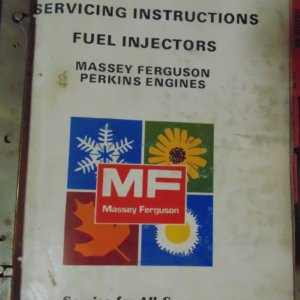 SERVICING INSTRUCTIONS
FUEL INJECTORS
MASSEY FERGUSON
PERKINS ENGINES
MF
Massey Ferguson
Service for All